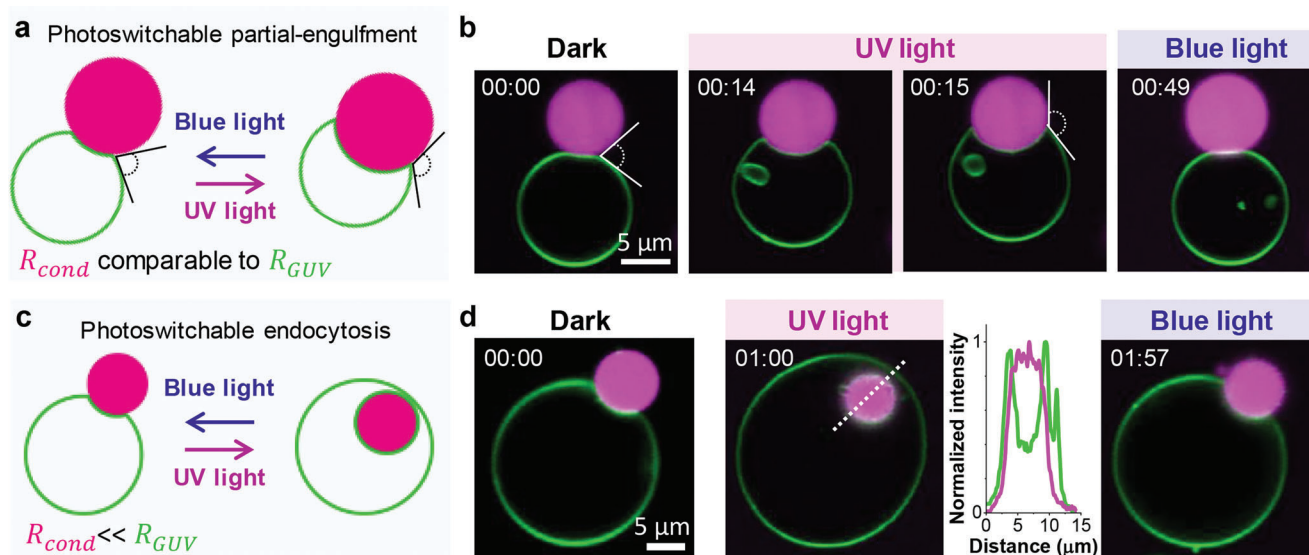 a
Photoswitchable partial-engulfment
Blue light
UV light
R_cond comparable to R_GUV
b
Dark
UV light
Blue light
00:00
00:14
00:15
00:49
5 μm
c
Photoswitchable endocytosis
Blue light
UV light
R_cond<< R_GUV
d
Dark
UV light
Blue light
00:00
01:00
01:57
5 μm
Normalized intensity
1
0
0 5 10 15
Distance (μm)